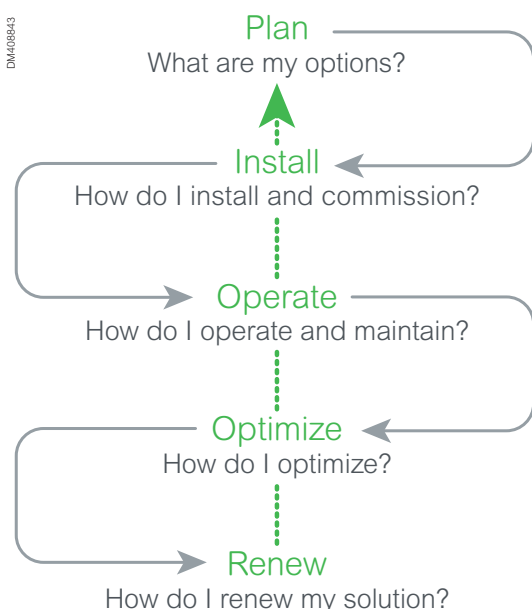 DM408843
Plan
What are my options?
Install
How do I install and commission?
Operate
How do I operate and maintain?
Optimize
How do I optimize?
Renew
How do I renew my solution?